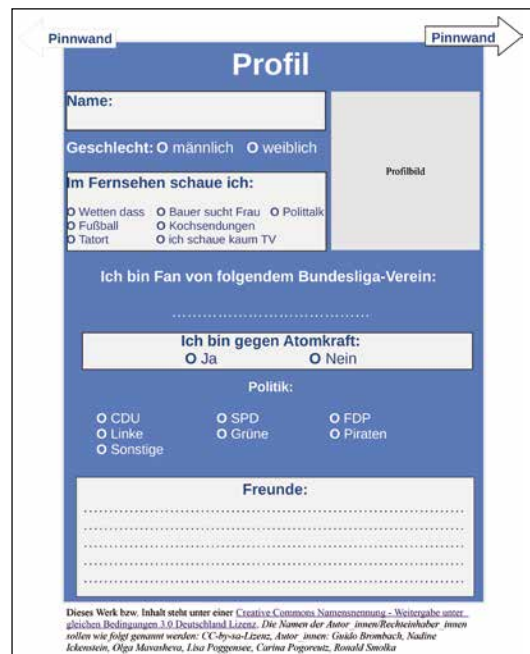 Pinnwand
Pinnwand
Profil
Name:
Geschlecht: O männlich O weiblich
Profilbild
Im Fernsehen schaue ich:
O Wetten dass O Bauer sucht Frau O Polittalk
O Fußball O Kochsendungen
O Tatort O ich schaue kaum TV
Ich bin Fan von folgendem Bundesliga-Verein:
Ich bin gegen Atomkraft:
O Ja O Nein
Politik:
O CDU O SPD O FDP
O Linke O Grüne O Piraten
O Sonstige
Freunde:
Dieses Werk bzw. Inhalt steht unter einer Creative Commons Namensnennung - Weitergabe unter
gleichen Bedingungen 3.0 Deutschland Lizenz. Die Namen der Autor_innen/Rechteinhaber_innen
sollen wie folgt genannt werden: CC-by-sa-Lizenz, Autor_innen: Guido Brombach, Nadine
Ickenstein, Olga Mavasheva, Lisa Poggensee, Carina Pogoreutz, Ronald Smolka